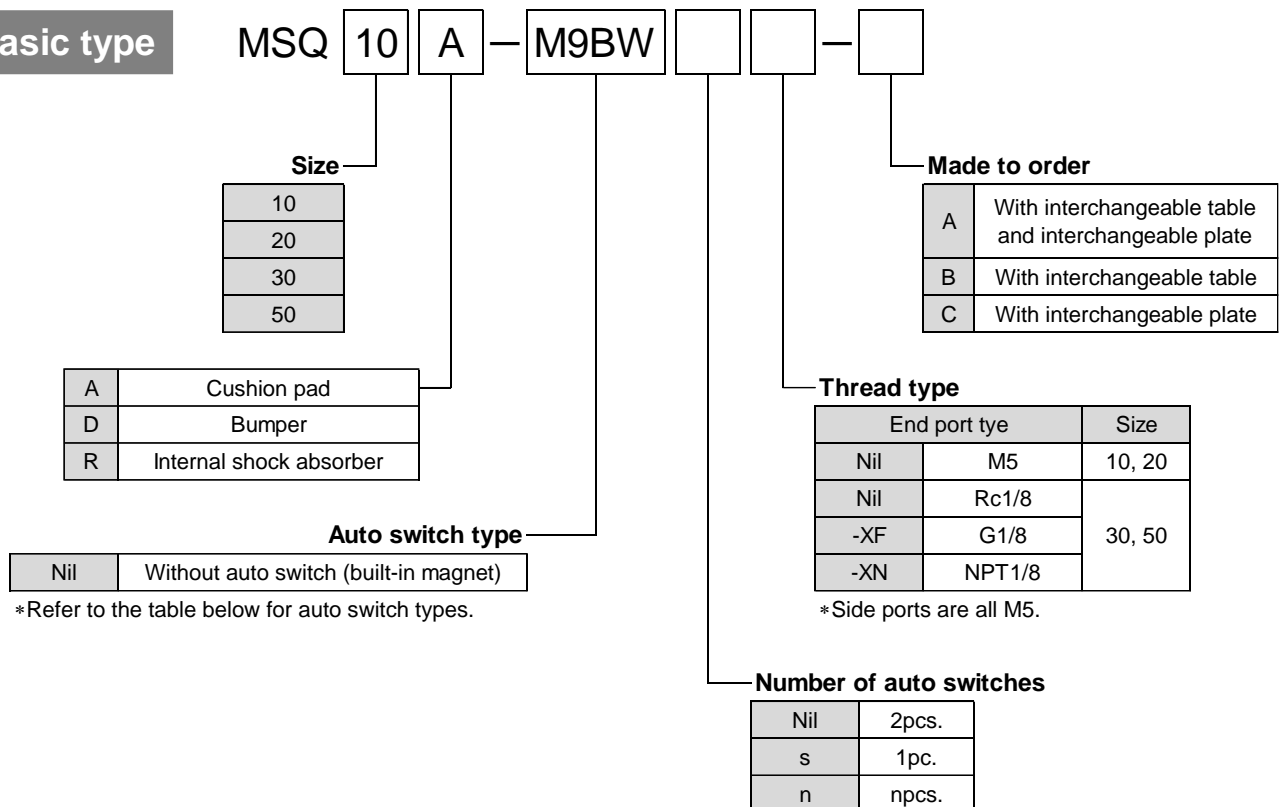 asic type
MSQ 10 A – M9BW –
Size
10
20
30
50
A Cushion pad
D Bumper
R Internal shock absorber
Auto switch type
Nil Without auto switch (built-in magnet)
*Refer to the table below for auto switch types.
Made to order
A With interchangeable table
and interchangeable plate
B With interchangeable table
C With interchangeable plate
Thread type
End port tye Size
Nil M5 10, 20
Nil Rc1/8
-XF G1/8 30, 50
-XN NPT1/8
*Side ports are all M5.
Number of auto switches
Nil 2pcs.
s 1pc.
n npcs.